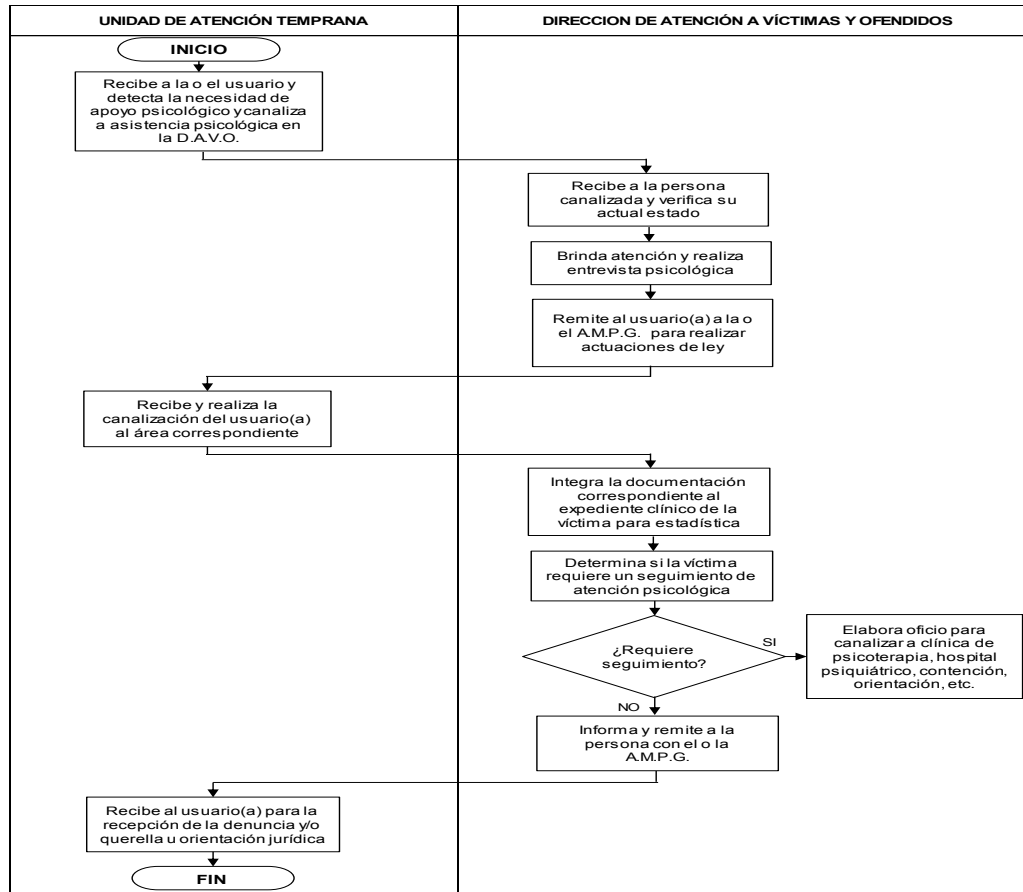 UNIDAD DE ATENCIÓN TEMPRANA
DIRECCION DE ATENCIÓN A VÍCTIMAS Y OFENDIDOS
INICIO
Recibe a la o el usuario y
detecta la necesidad de
apoyo psicológico y canaliza
a asistencia psicológica en
la D.A.V.O.
Recibe a la persona
canalizada y verifica su
actual estado
Brinda atención y realiza
entrevista psicológica
Remite al usuario(a) a la o
el A.M.P.G. para realizar
actuaciones de ley
Recibe y realiza la
canalización del usuario(a)
al área correspondiente
Integra la documentación
correspondiente al
expediente clínico de la
víctima para estadística
Determina si la víctima
requiere un seguimiento de
atención psicológica
¿Requiere
seguimiento?
SI
Elabora oficio para
canalizar a clínica de
psicoterapia, hospital
psiquiátrico, contención,
orientación, etc.
NO
Informa y remite a la
persona con el o la
A.M.P.G.
Recibe al usuario(a) para la
recepción de la denuncia y/o
querella u orientación jurídica
FIN